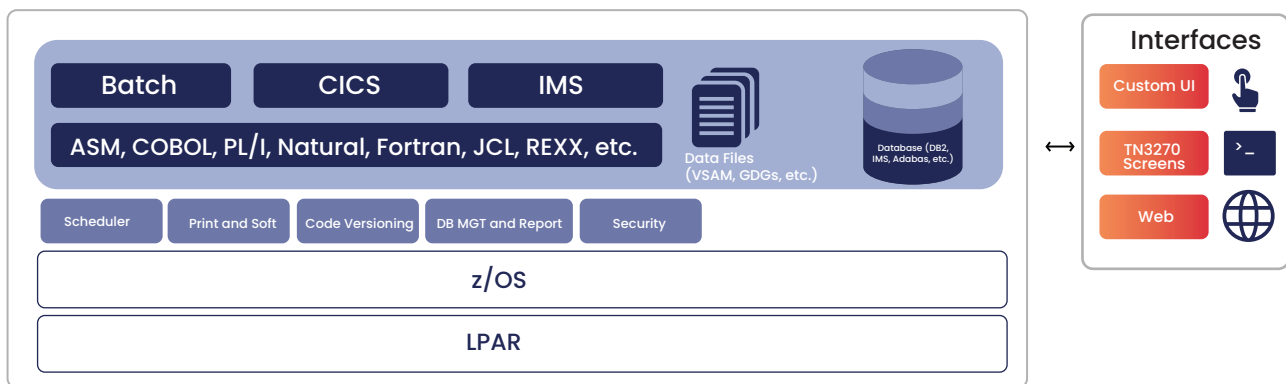 Batch
CICS
IMS
ASM, COBOL, PL/I, Natural, Fortran, JCL, REXX, etc.
Data Files
(VSAM, GDGs, etc.)
Database (DB2,
IMS, Adabas, etc.)
Scheduler
Print and Soft
Code Versioning
DB MGT and Report
Security
z/OS
LPAR
Interfaces
Custom UI
TN3270
Screens
>_
Web